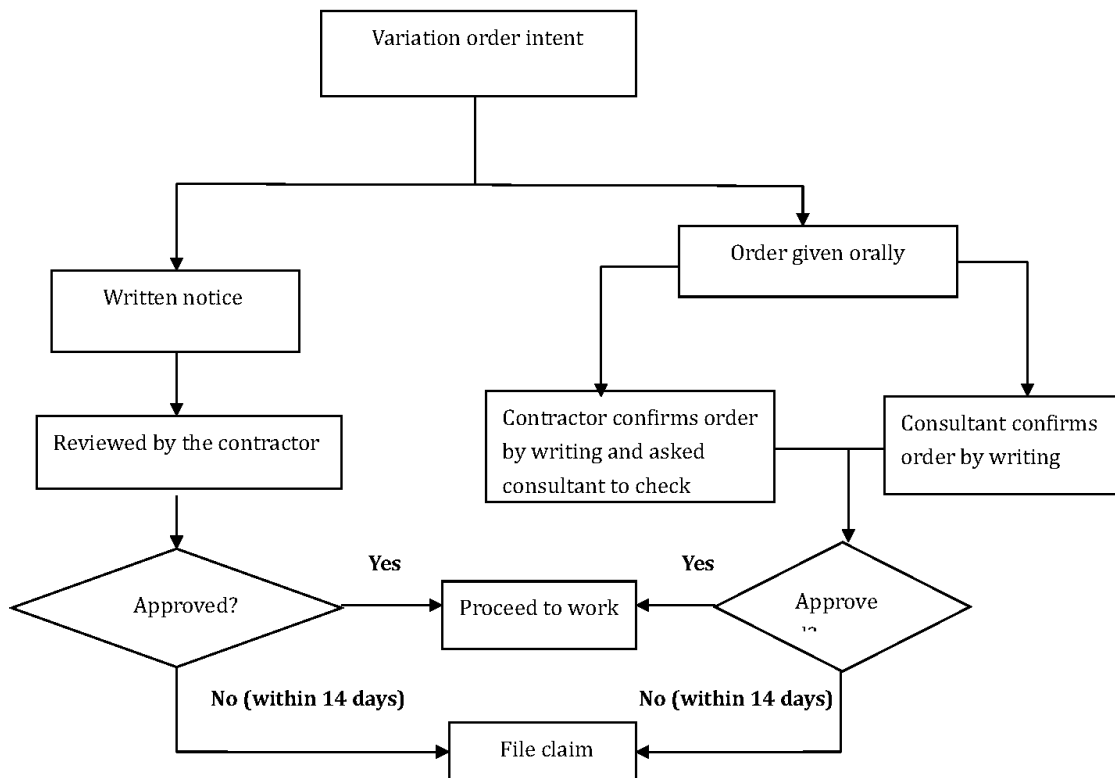 Variation order intent
Order given orally
Written notice
Contractor confirms order
by writing and asked
consultant to check
Consultant confirms
order by writing
Reviewed by the contractor
Yes
Yes
Approved?
Proceed to work
Approve
No (within 14 days)
No (within 14 days)
File claim